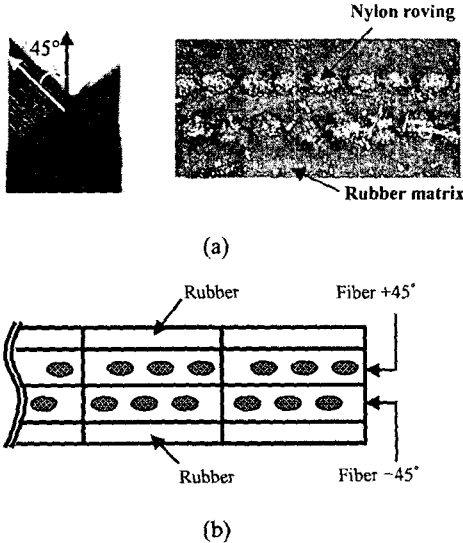 Nylon roving
45°
Rubber matrix
(a)
Rubber
Fiber +45°
Rubber
Fiber −45°
(b)